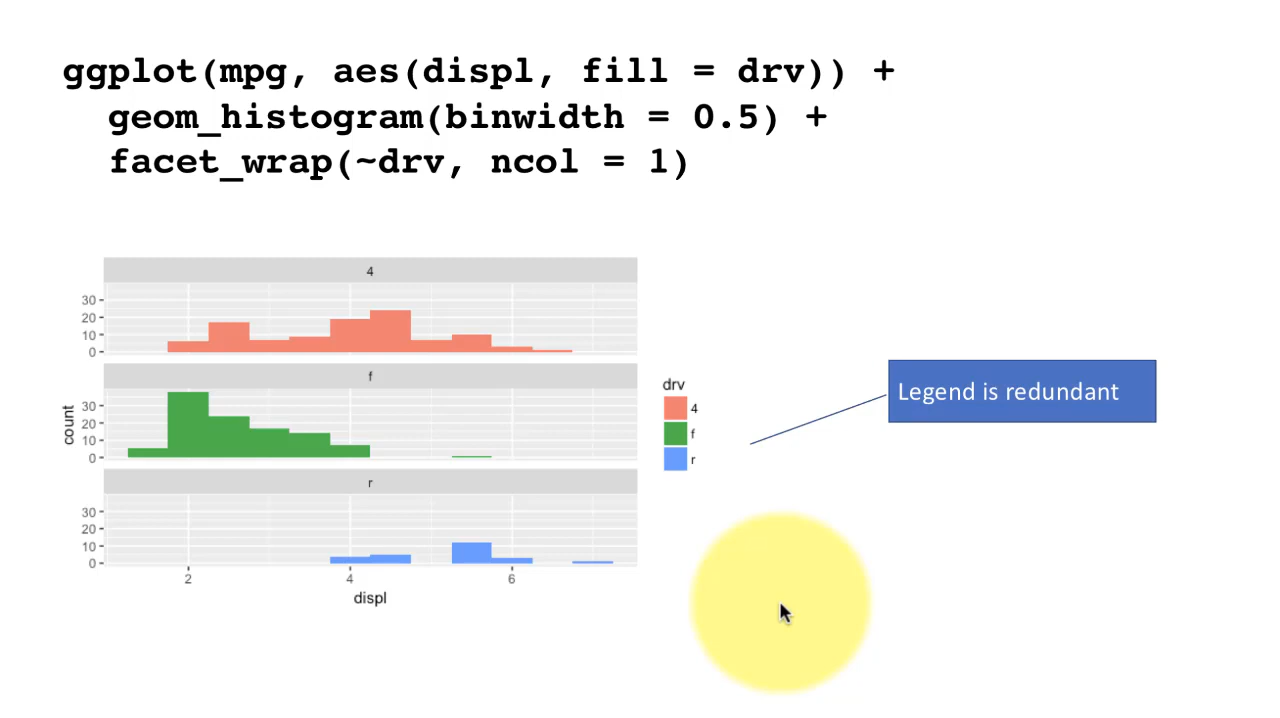 ggplot(mpg, aes(displ, fill = drv)) +
geom_histogram(binwidth = 0.5) +
facet_wrap(~drv, ncol = 1)
4
30
20
10
0
f
30
20
10
0
count
r
30
20
10
0
2 4 6
displ
drv
4
f
r
Legend is redundant